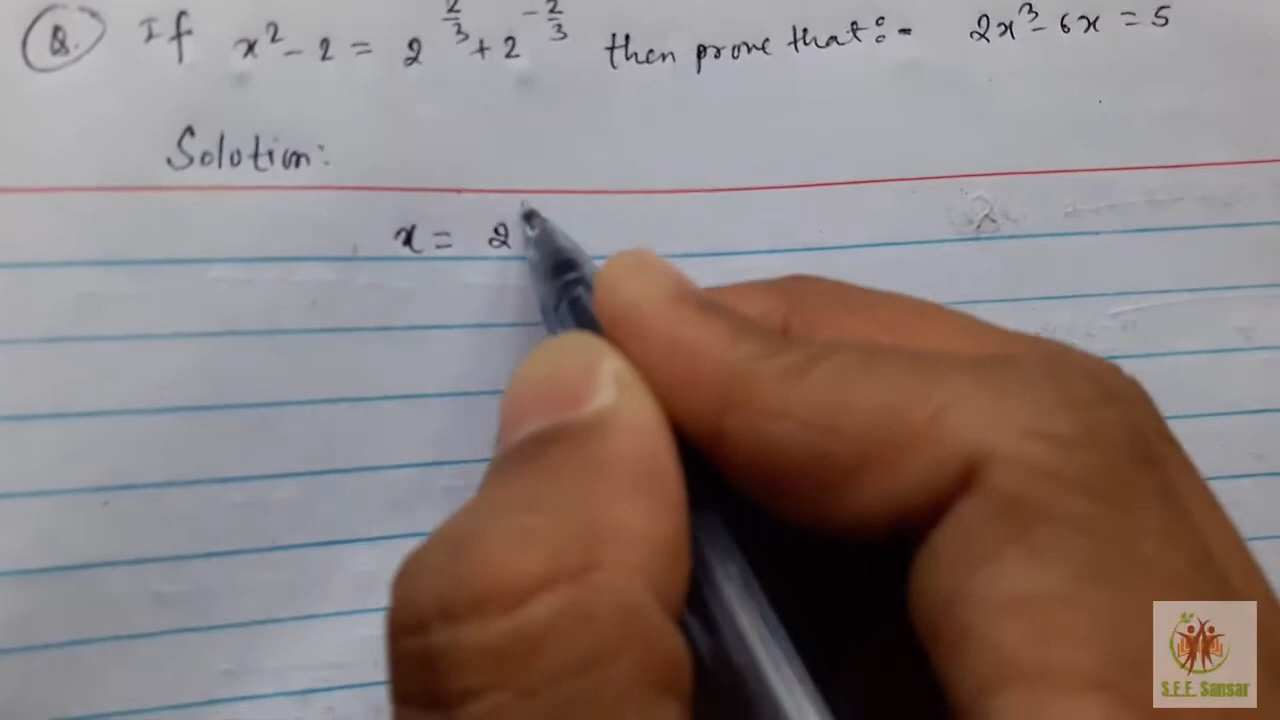 Q. If x² - 2 = 2^(2/3) + 2^(-2/3) then prove that:- 2x³ - 6x = 5
Solution:
x = 2
S.E.E. Sansar